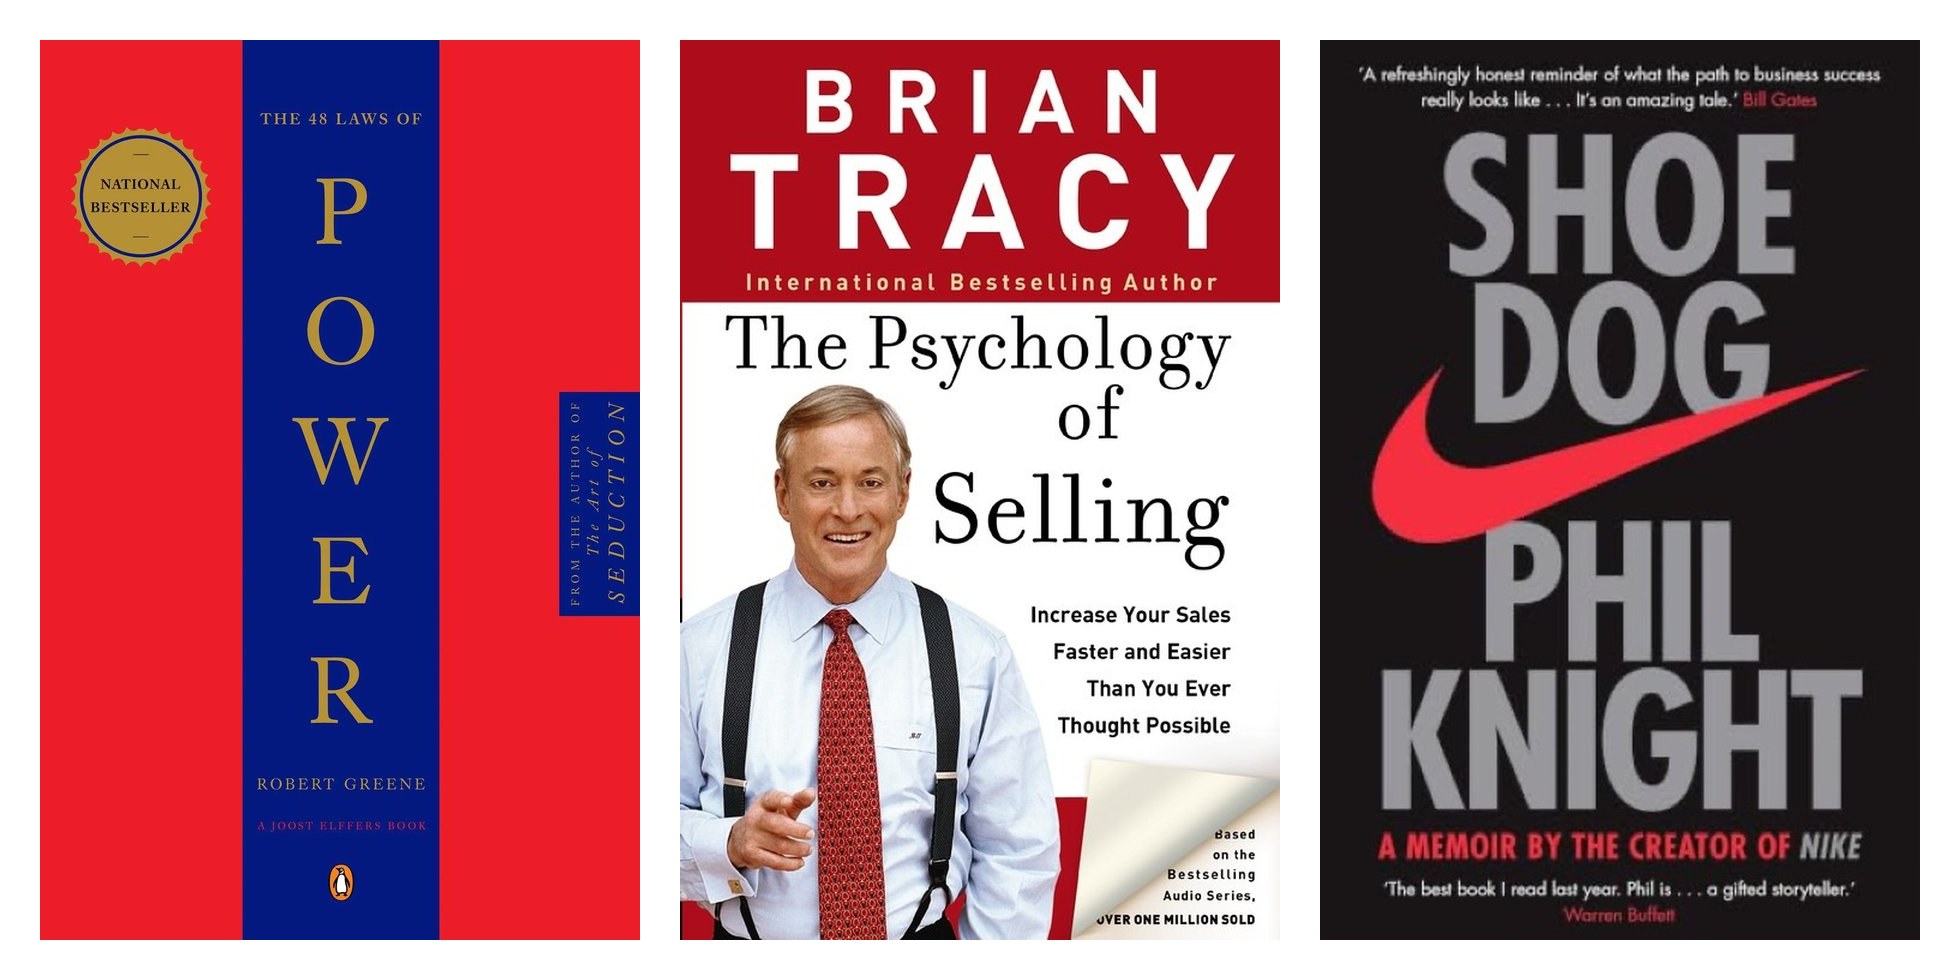 THE 48 LAWS OF
NATIONAL
BESTSELLER
P
O
W
E
R
FROM THE AUTHOR OF
The Art of
SEDUCTION
ROBERT GREENE
A JOOST ELFFERS BOOK
BRIAN
TRACY
International Bestselling Author
The Psychology
of
Selling
Increase Your Sales
Faster and Easier
Than You Ever
Thought Possible
Based
on the
Bestselling
Audio Series,
OVER ONE MILLION SOLD
'A refreshingly honest reminder of what the path to business success
really looks like . . . It's an amazing tale.' Bill Gates
SHOE
DOG
PHIL
KNIGHT
A MEMOIR BY THE CREATOR OF NIKE
'The best book I read last year. Phil is . . . a gifted storyteller.'
Warren Buffett